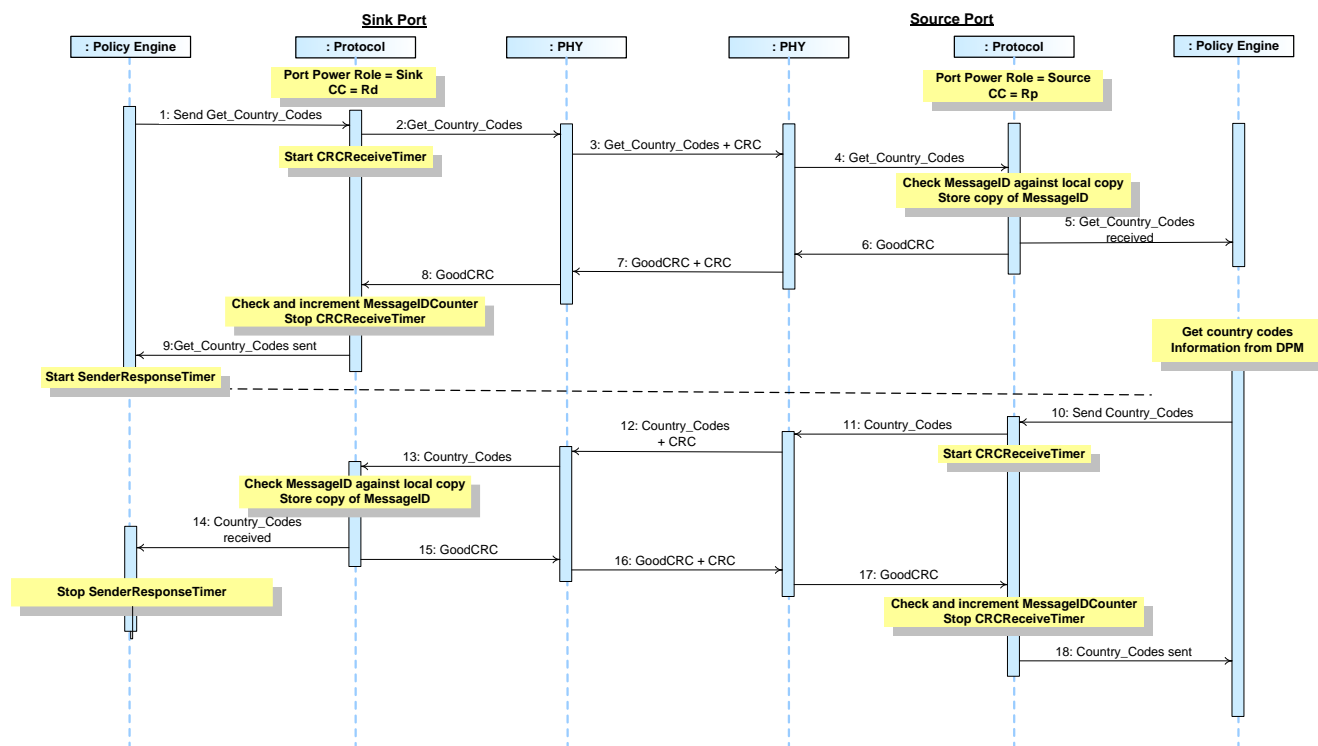 Sink Port
Source Port
: Policy Engine
: Protocol
: PHY
: PHY
: Protocol
: Policy Engine
Port Power Role = Sink
CC = Rd
Port Power Role = Source
CC = Rp
1: Send Get_Country_Codes
2:Get_Country_Codes
Start CRCReceiveTimer
3: Get_Country_Codes + CRC
4: Get_Country_Codes
Check MessageID against local copy
Store copy of MessageID
5: Get_Country_Codes
received
6: GoodCRC
7: GoodCRC + CRC
8: GoodCRC
Check and increment MessageIDCounter
Stop CRCReceiveTimer
9:Get_Country_Codes sent
Start SenderResponseTimer
Get country codes
Information from DPM
10: Send Country_Codes
11: Country_Codes
Start CRCReceiveTimer
12: Country_Codes
+ CRC
13: Country_Codes
Check MessageID against local copy
Store copy of MessageID
14: Country_Codes
received
15: GoodCRC
16: GoodCRC + CRC
17: GoodCRC
Stop SenderResponseTimer
Check and increment MessageIDCounter
Stop CRCReceiveTimer
18: Country_Codes sent